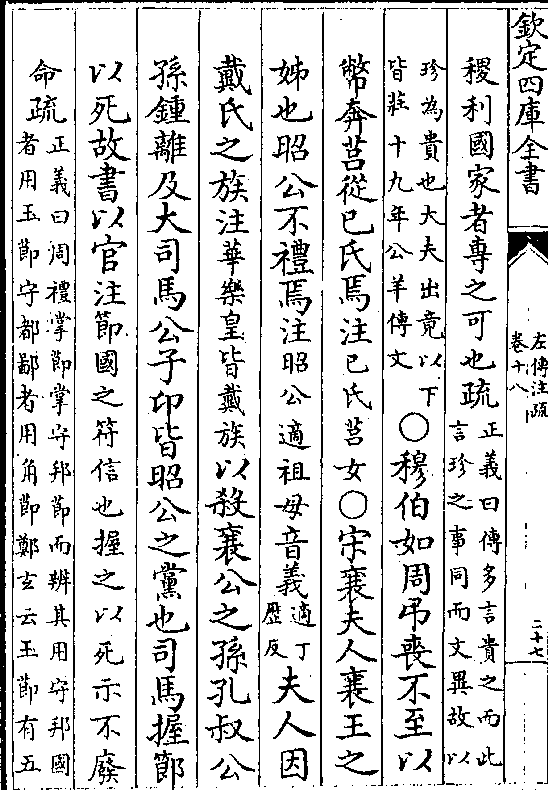 欽定四庫全書
左傳注疏
卷十八
二十七
稷利國家者專之可也疏正義曰傳多言貴之而此
言珍之事同而文異故以
珍為貴也大夫出竟以下
皆莊十九年公羊傳文
○穆伯如周弔喪不至以
幣奔莒從已氏焉注已氏莒女○宋襄夫人襄王之
姊也昭公不禮焉注昭公適祖母音義適丁
歴反
夫人因
戴氏之族注華樂皇皆戴族以殺襄公之孫孔叔公
孫鍾離及大司馬公子卬皆昭公之黨也司馬握節
以死故書以官注節國之符信也握之以死示不廢
命疏正義曰周禮掌節掌守邦節而辨其用守邦國
者用玉節守都鄙者用角節鄭玄云玉節有五